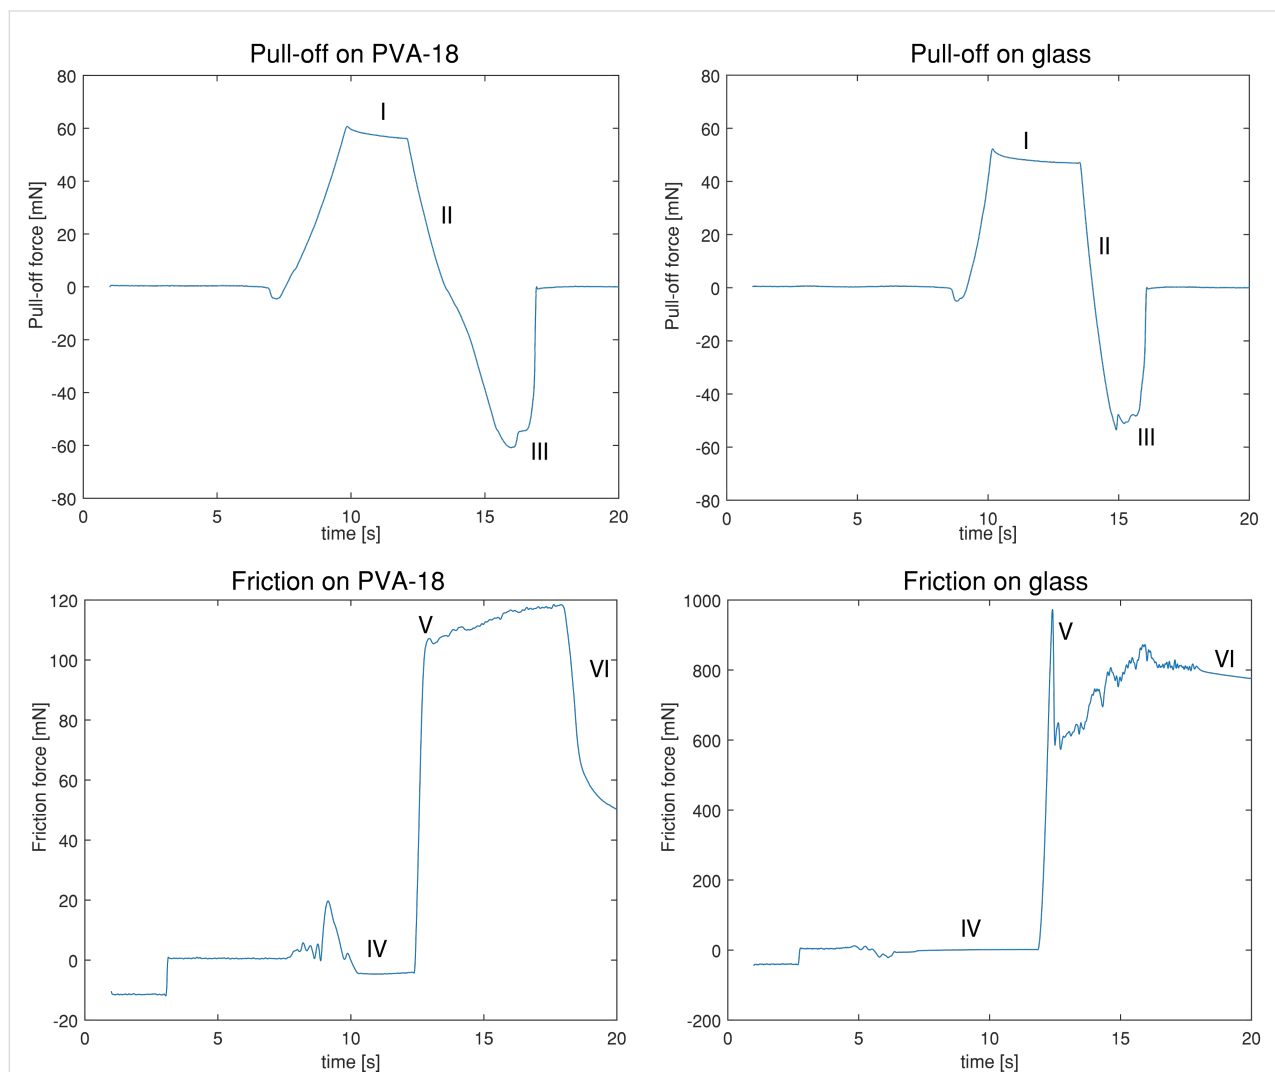 Pull-off on PVA-18
80
60
40
20
0
-20
-40
-60
-80
Pull-off force [mN]
I
II
III
0 5 10 15 20
time [s]
Pull-off on glass
80
60
40
20
0
-20
-40
-60
-80
Pull-off force [mN]
I
II
III
0 5 10 15 20
time [s]
Friction on PVA-18
120
100
80
60
40
20
0
-20
Friction force [mN]
IV
V
VI
0 5 10 15 20
time [s]
Friction on glass
1000
800
600
400
200
0
-200
Friction force [mN]
IV
V
VI
0 5 10 15 20
time [s]